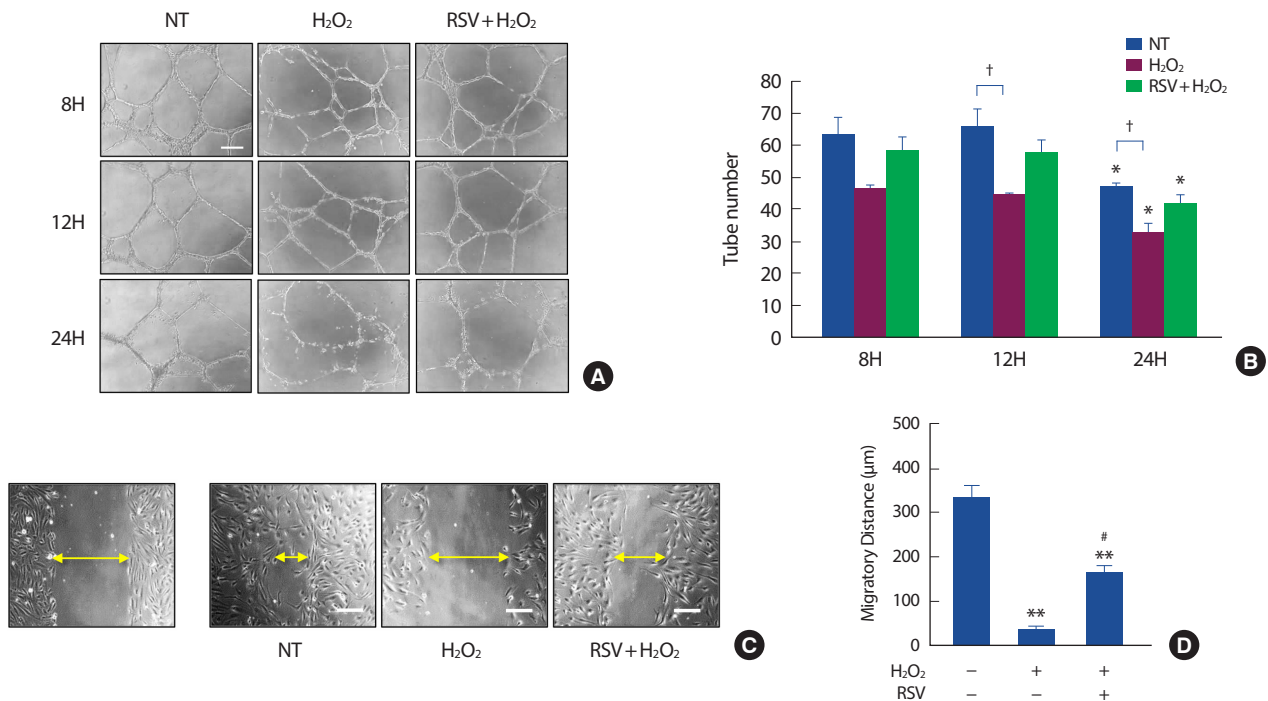 NT H₂O₂ RSV + H₂O₂
8H
12H
24H
A
NT
H₂O₂
RSV + H₂O₂
Tube number
80
70
60
50
40
30
20
10
0
†
†
*
*
*
8H 12H 24H
B
NT H₂O₂ RSV + H₂O₂
C
Migratory Distance (µm)
500
400
300
200
100
0
**
#
**
H₂O₂ − + +
RSV − − +
D